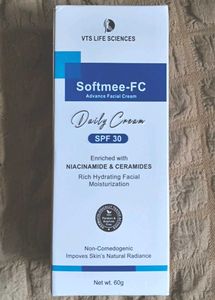 VTS LIFE SCIENCES
Softmee-FC
Advance Facial Cream
Daily Cream
SPF 30
Enriched with
NIACINAMIDE & CERAMIDES
Rich Hydrating Facial
Moisturization
Non-Comedogenic
Impoves Skin's Natural Radiance
Net wt. 60g